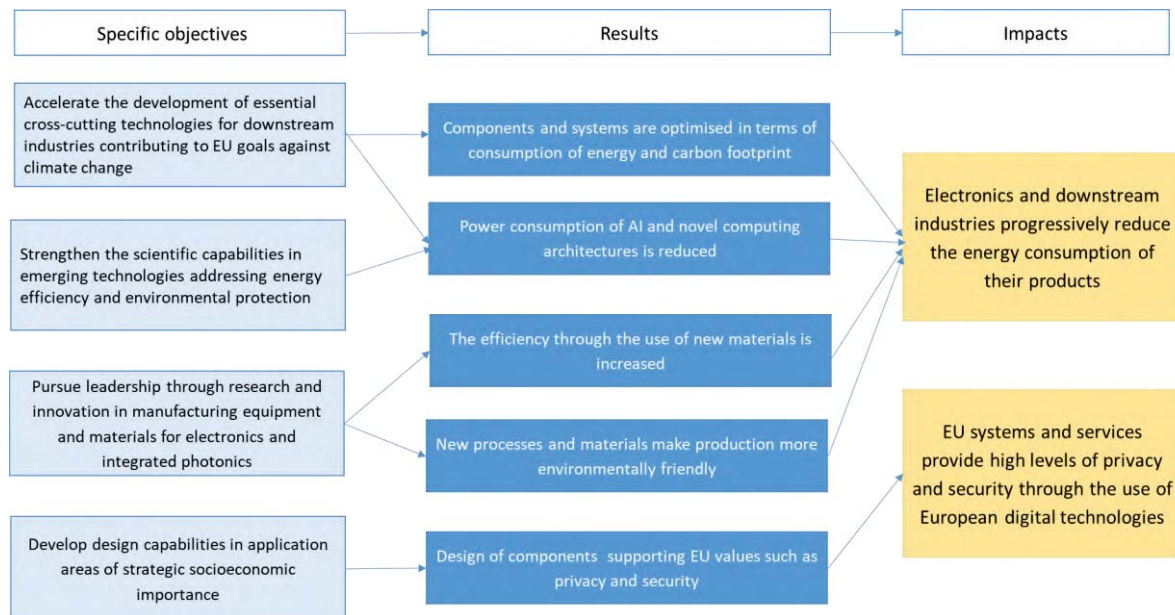 Specific objectives
Results
Impacts
Accelerate the development of essential
cross-cutting technologies for downstream
industries contributing to EU goals against
climate change
Strengthen the scientific capabilities in
emerging technologies addressing energy
efficiency and environmental protection
Pursue leadership through research and
innovation in manufacturing equipment
and materials for electronics and
integrated photonics
Develop design capabilities in application
areas of strategic socioeconomic
importance
Components and systems are optimised in terms of
consumption of energy and carbon footprint
Power consumption of AI and novel computing
architectures is reduced
The efficiency through the use of new materials is
increased
New processes and materials make production more
environmentally friendly
Design of components supporting EU values such as
privacy and security
Electronics and downstream
industries progressively reduce
the energy consumption of
their products
EU systems and services
provide high levels of privacy
and security through the use of
European digital technologies